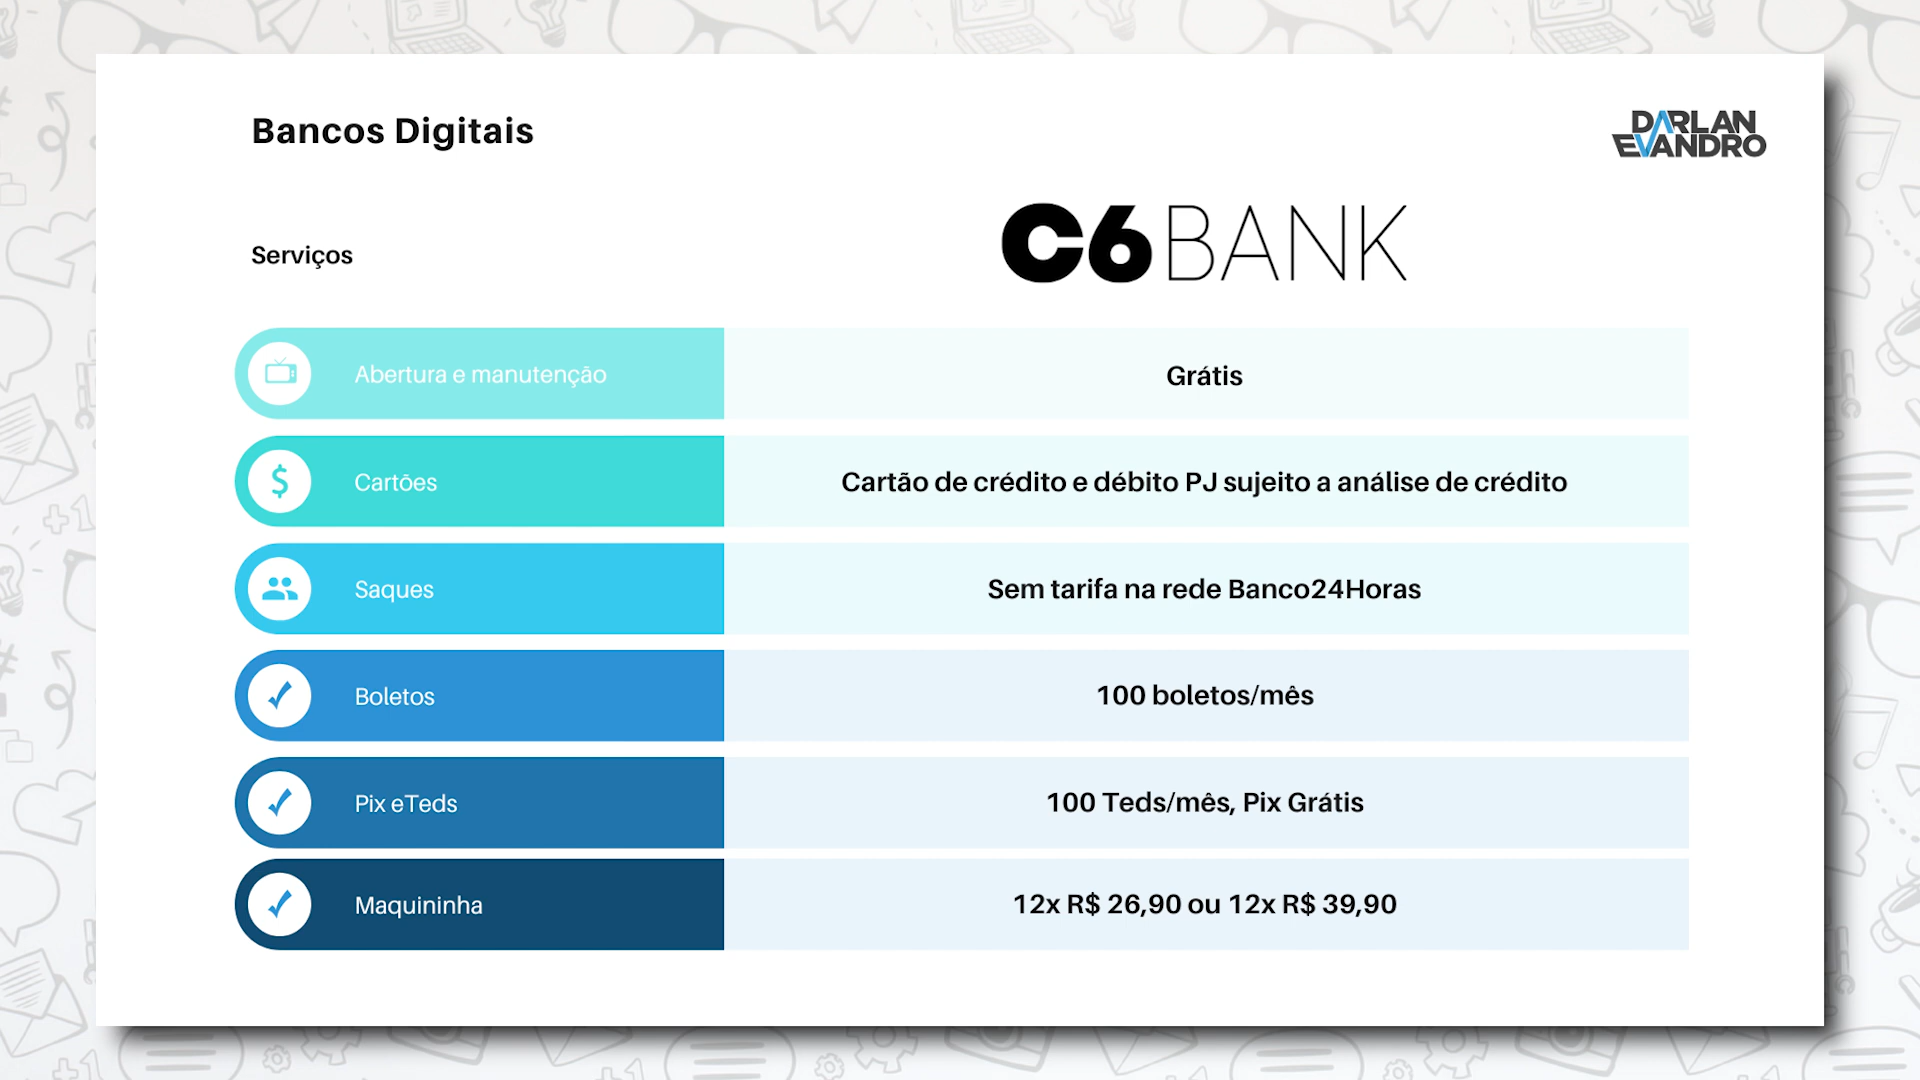 Bancos Digitais
DARLAN
EVANDRO
Serviços
C6 BANK
Abertura e manutenção
Grátis
Cartões
Cartão de crédito e débito PJ sujeito a análise de crédito
Saques
Sem tarifa na rede Banco24Horas
Boletos
100 boletos/mês
Pix eTeds
100 Teds/mês, Pix Grátis
Maquininha
12x R$ 26,90 ou 12x R$ 39,90